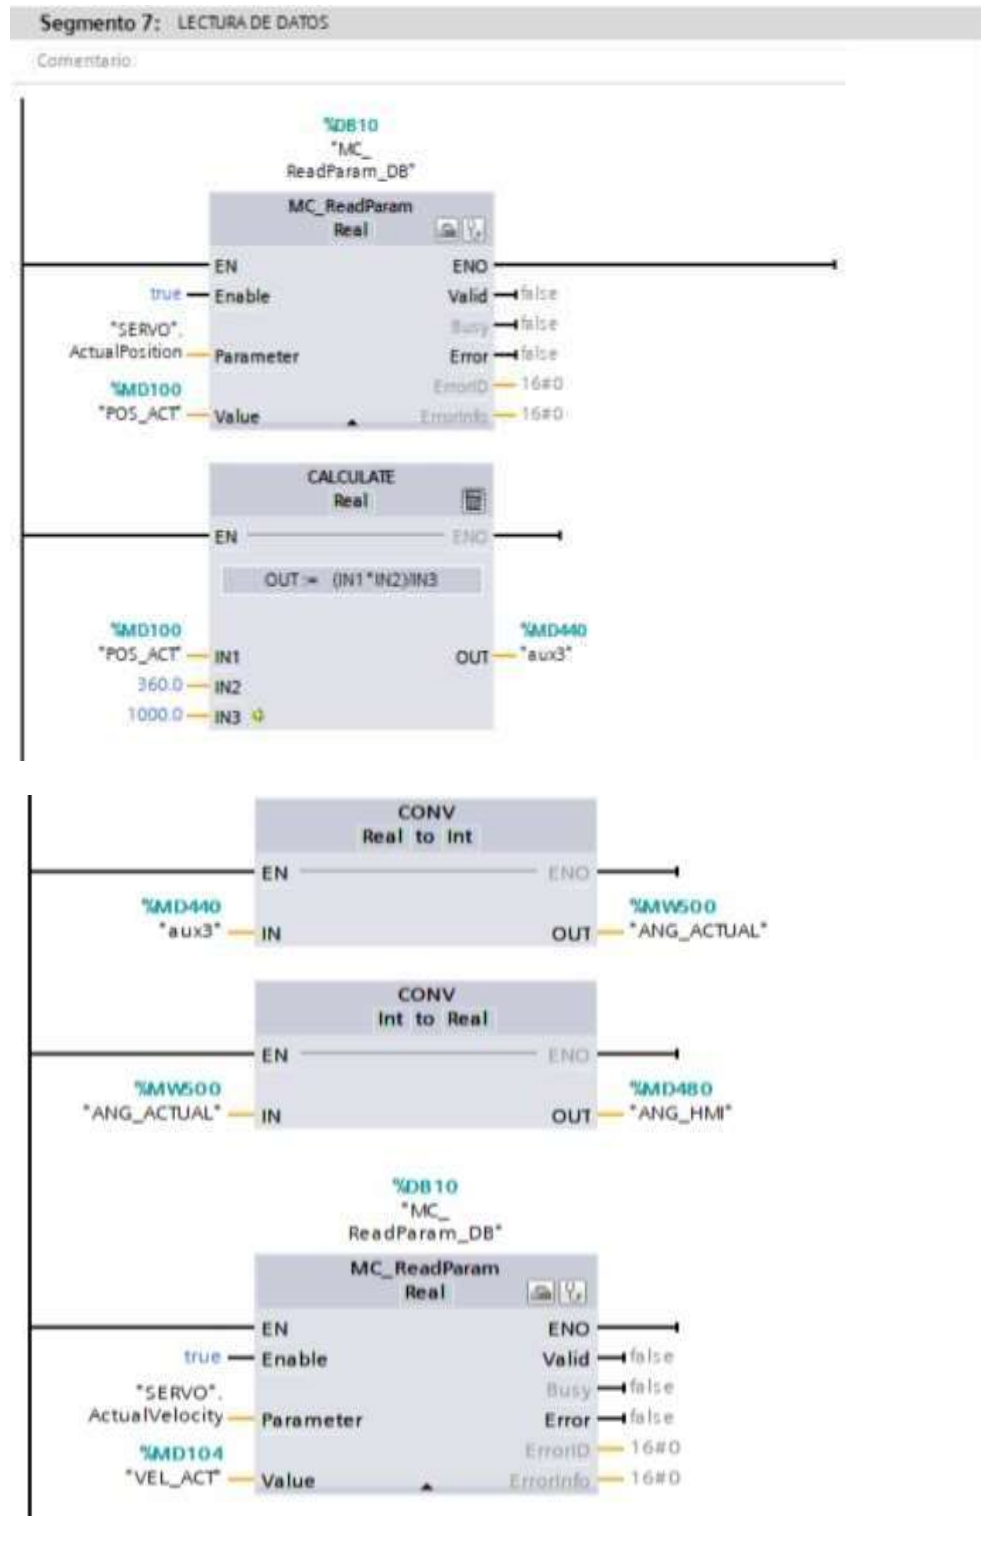 Segmento 7: LECTURA DE DATOS
Comentario
%DB10
"MC_
ReadParam_DB"
MC_ReadParam
Real
EN ENO
true Enable Valid false
Busy false
"SERVO".
ActualPosition Parameter Error false
ErrorID 16#0
%MD100
"POS_ACT" Value ErrorInfo 16#0
CALCULATE
Real
EN ENO
OUT := (IN1*IN2)/IN3
%MD100 %MD440
"POS_ACT" IN1 OUT "aux3"
360.0 IN2
1000.0 IN3
CONV
Real to Int
EN ENO
%MD440 %MW500
"aux3" IN OUT "ANG_ACTUAL"
CONV
Int to Real
EN ENO
%MW500 %MD480
"ANG_ACTUAL" IN OUT "ANG_HMI"
%DB10
"MC_
ReadParam_DB"
MC_ReadParam
Real
EN ENO
true Enable Valid false
Busy false
"SERVO".
ActualVelocity Parameter Error false
ErrorID 16#0
%MD104
"VEL_ACT" Value ErrorInfo 16#0